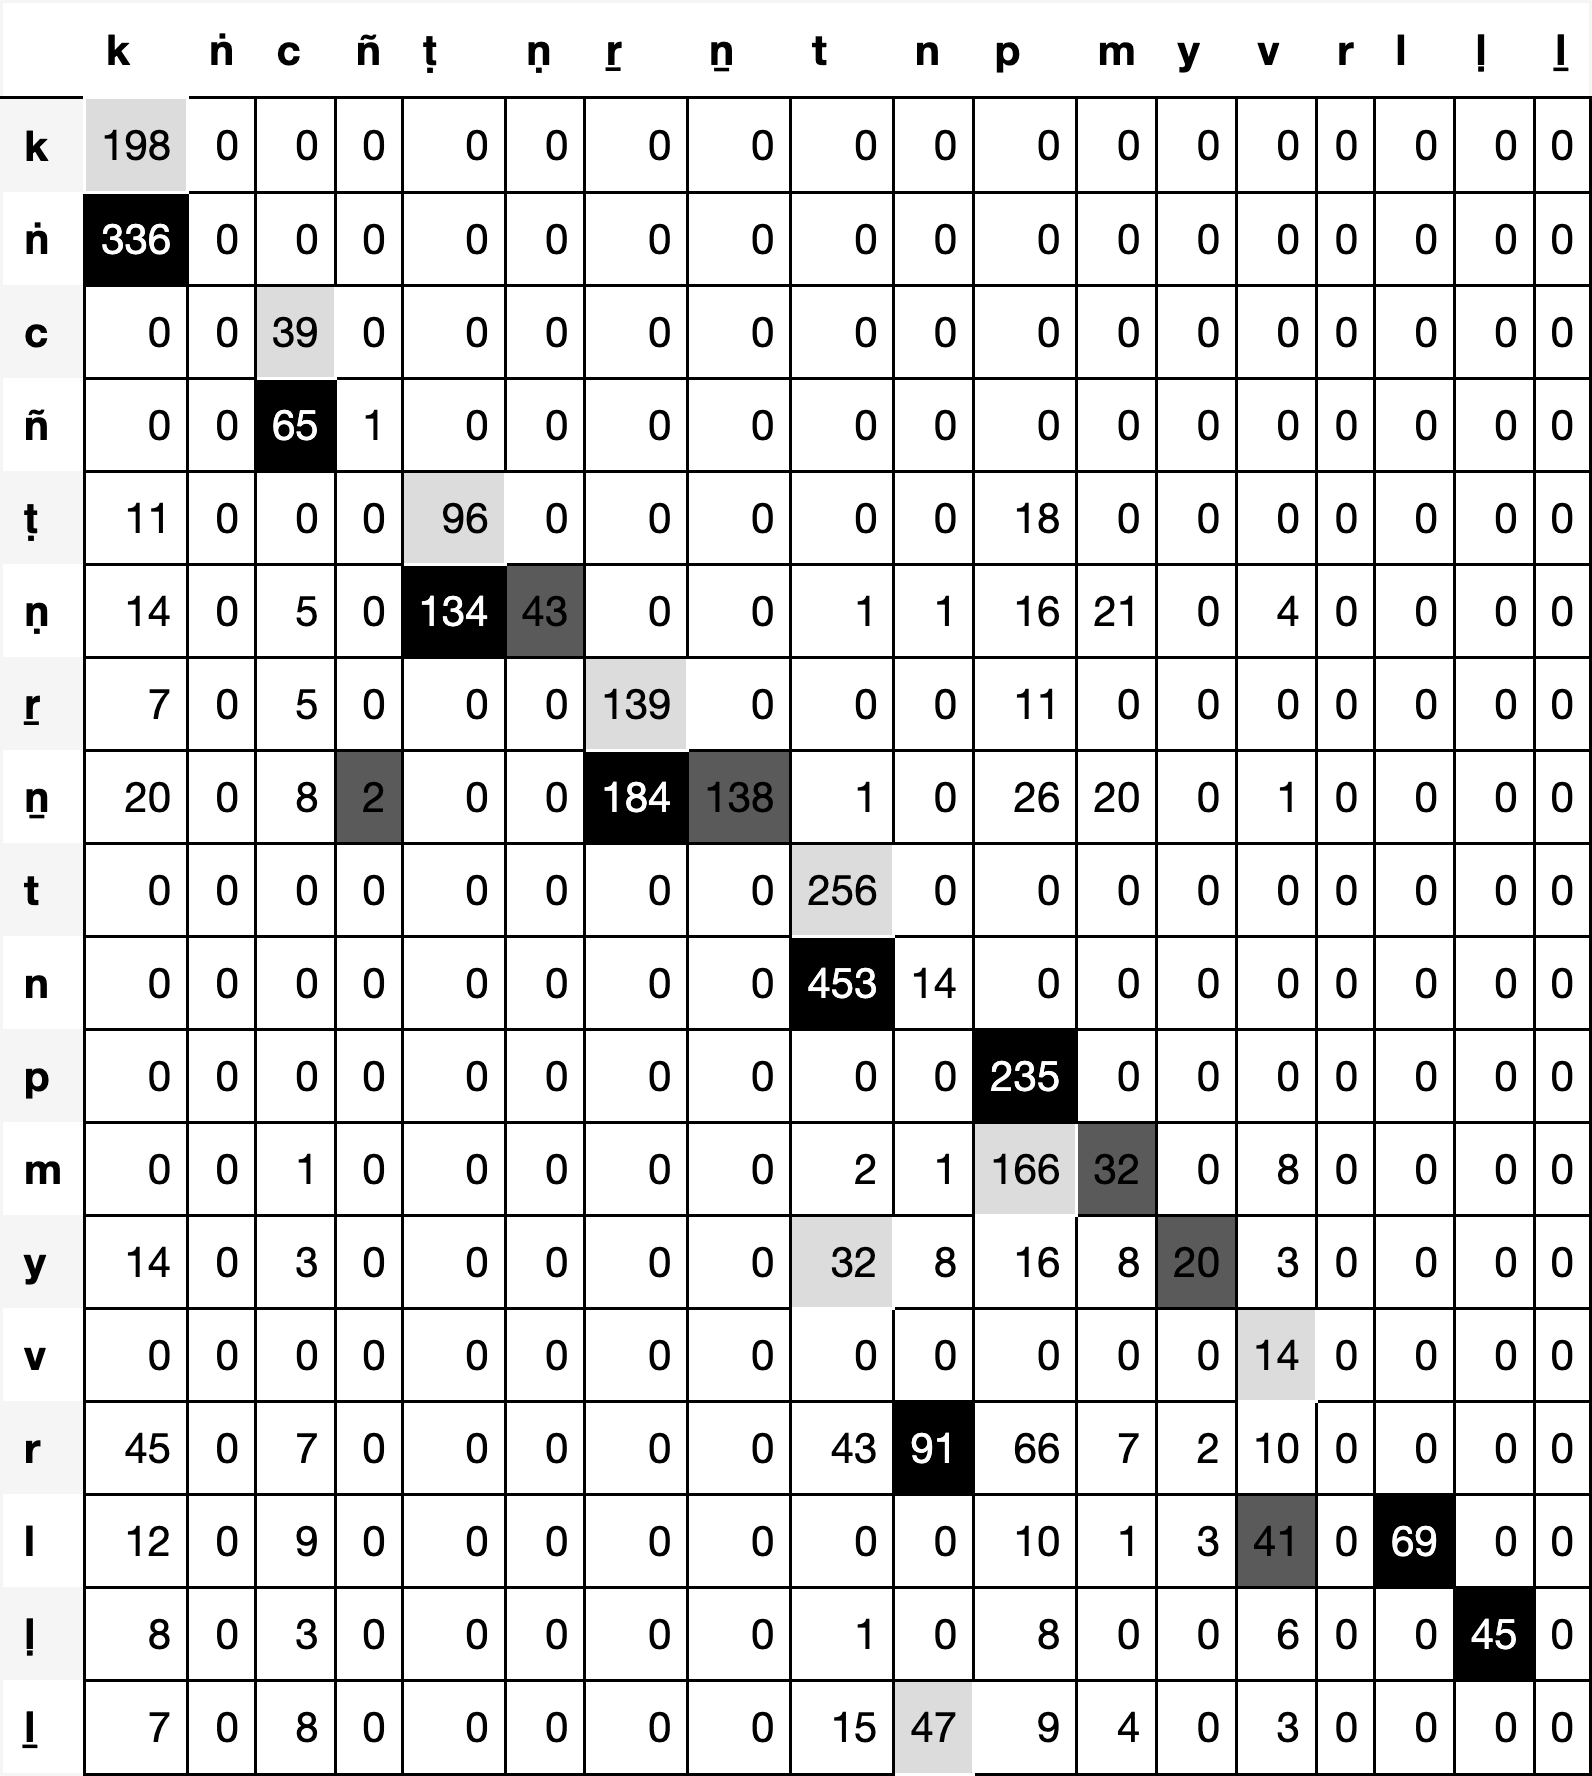 k ṅ c ñ ṭ ṇ ṟ ṉ t n p m y v r l ḷ ḻ
k 198 0 0 0 0 0 0 0 0 0 0 0 0 0 0 0 0 0
ṅ 336 0 0 0 0 0 0 0 0 0 0 0 0 0 0 0 0 0
c 0 0 39 0 0 0 0 0 0 0 0 0 0 0 0 0 0 0
ñ 0 0 65 1 0 0 0 0 0 0 0 0 0 0 0 0 0 0
ṭ 11 0 0 0 96 0 0 0 0 0 18 0 0 0 0 0 0 0
ṇ 14 0 5 0 134 43 0 0 1 1 16 21 0 4 0 0 0 0
ṟ 7 0 5 0 0 0 139 0 0 0 11 0 0 0 0 0 0 0
ṉ 20 0 8 2 0 0 184 138 1 0 26 20 0 1 0 0 0 0
t 0 0 0 0 0 0 0 0 256 0 0 0 0 0 0 0 0 0
n 0 0 0 0 0 0 0 0 453 14 0 0 0 0 0 0 0 0
p 0 0 0 0 0 0 0 0 0 0 235 0 0 0 0 0 0 0
m 0 0 1 0 0 0 0 0 2 1 166 32 0 8 0 0 0 0
y 14 0 3 0 0 0 0 0 32 8 16 8 20 3 0 0 0 0
v 0 0 0 0 0 0 0 0 0 0 0 0 0 14 0 0 0 0
r 45 0 7 0 0 0 0 0 43 91 66 7 2 10 0 0 0 0
l 12 0 9 0 0 0 0 0 0 0 10 1 3 41 0 69 0 0
ḷ 8 0 3 0 0 0 0 0 1 0 8 0 0 6 0 0 45 0
ḻ 7 0 8 0 0 0 0 0 15 47 9 4 0 3 0 0 0 0